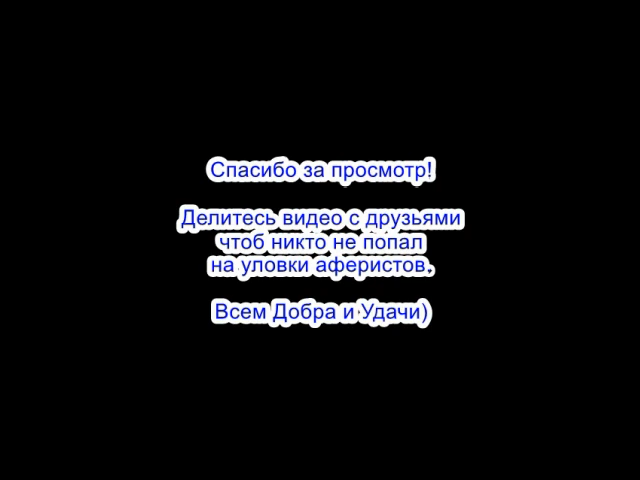 Спасибо за просмотр!
Делитесь видео с друзьями
чтоб никто не попал
на уловки аферистов.
Всем Добра и Удачи)